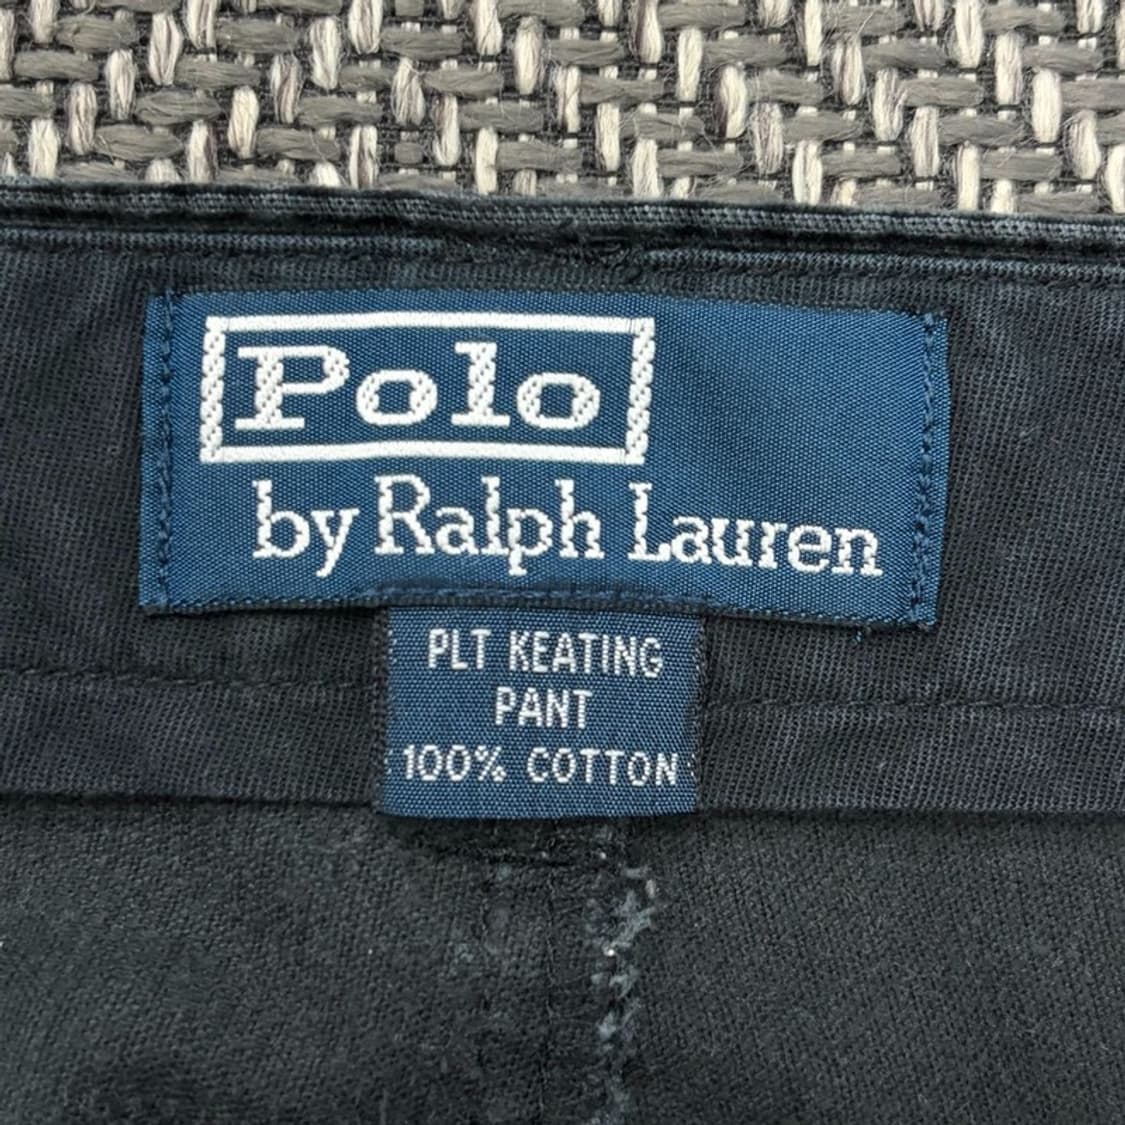 Polo
by Ralph Lauren
PLT KEATING
PANT
100% COTTON